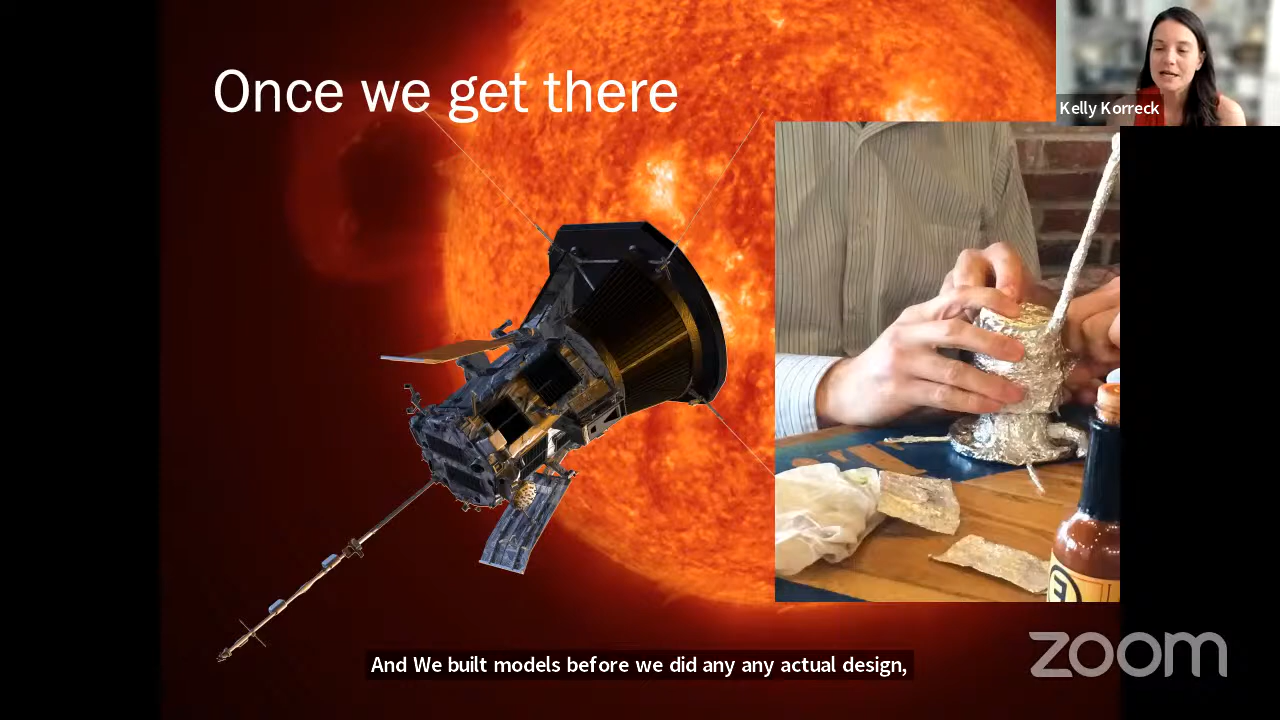 Once we get there
Kelly Korreck
And We built models before we did any any actual design,
zoom